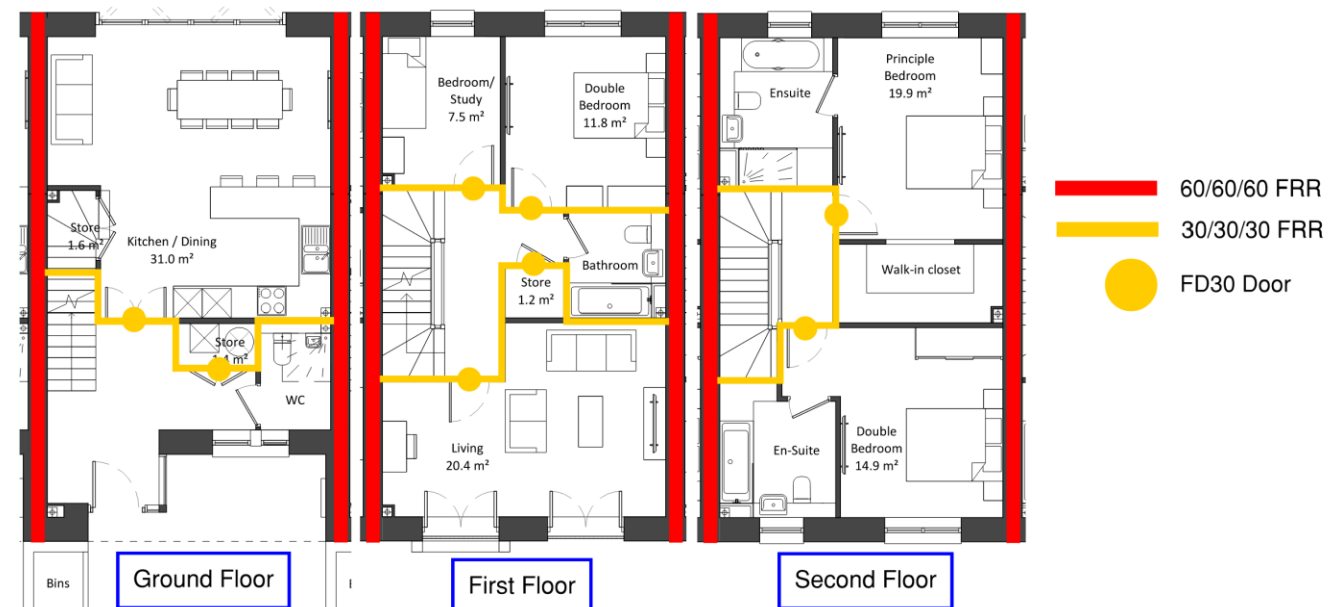 Store
1.6 m²
Kitchen / Dining
31.0 m²
Store
WC
Bins
Ground Floor
Bedroom/
Study
7.5 m²
Double
Bedroom
11.8 m²
Bathroom
Store
1.2 m²
Living
20.4 m²
First Floor
Ensuite
Principle
Bedroom
19.9 m²
Walk-in closet
En-Suite
Double
Bedroom
14.9 m²
Second Floor
60/60/60 FRR
30/30/30 FRR
FD30 Door